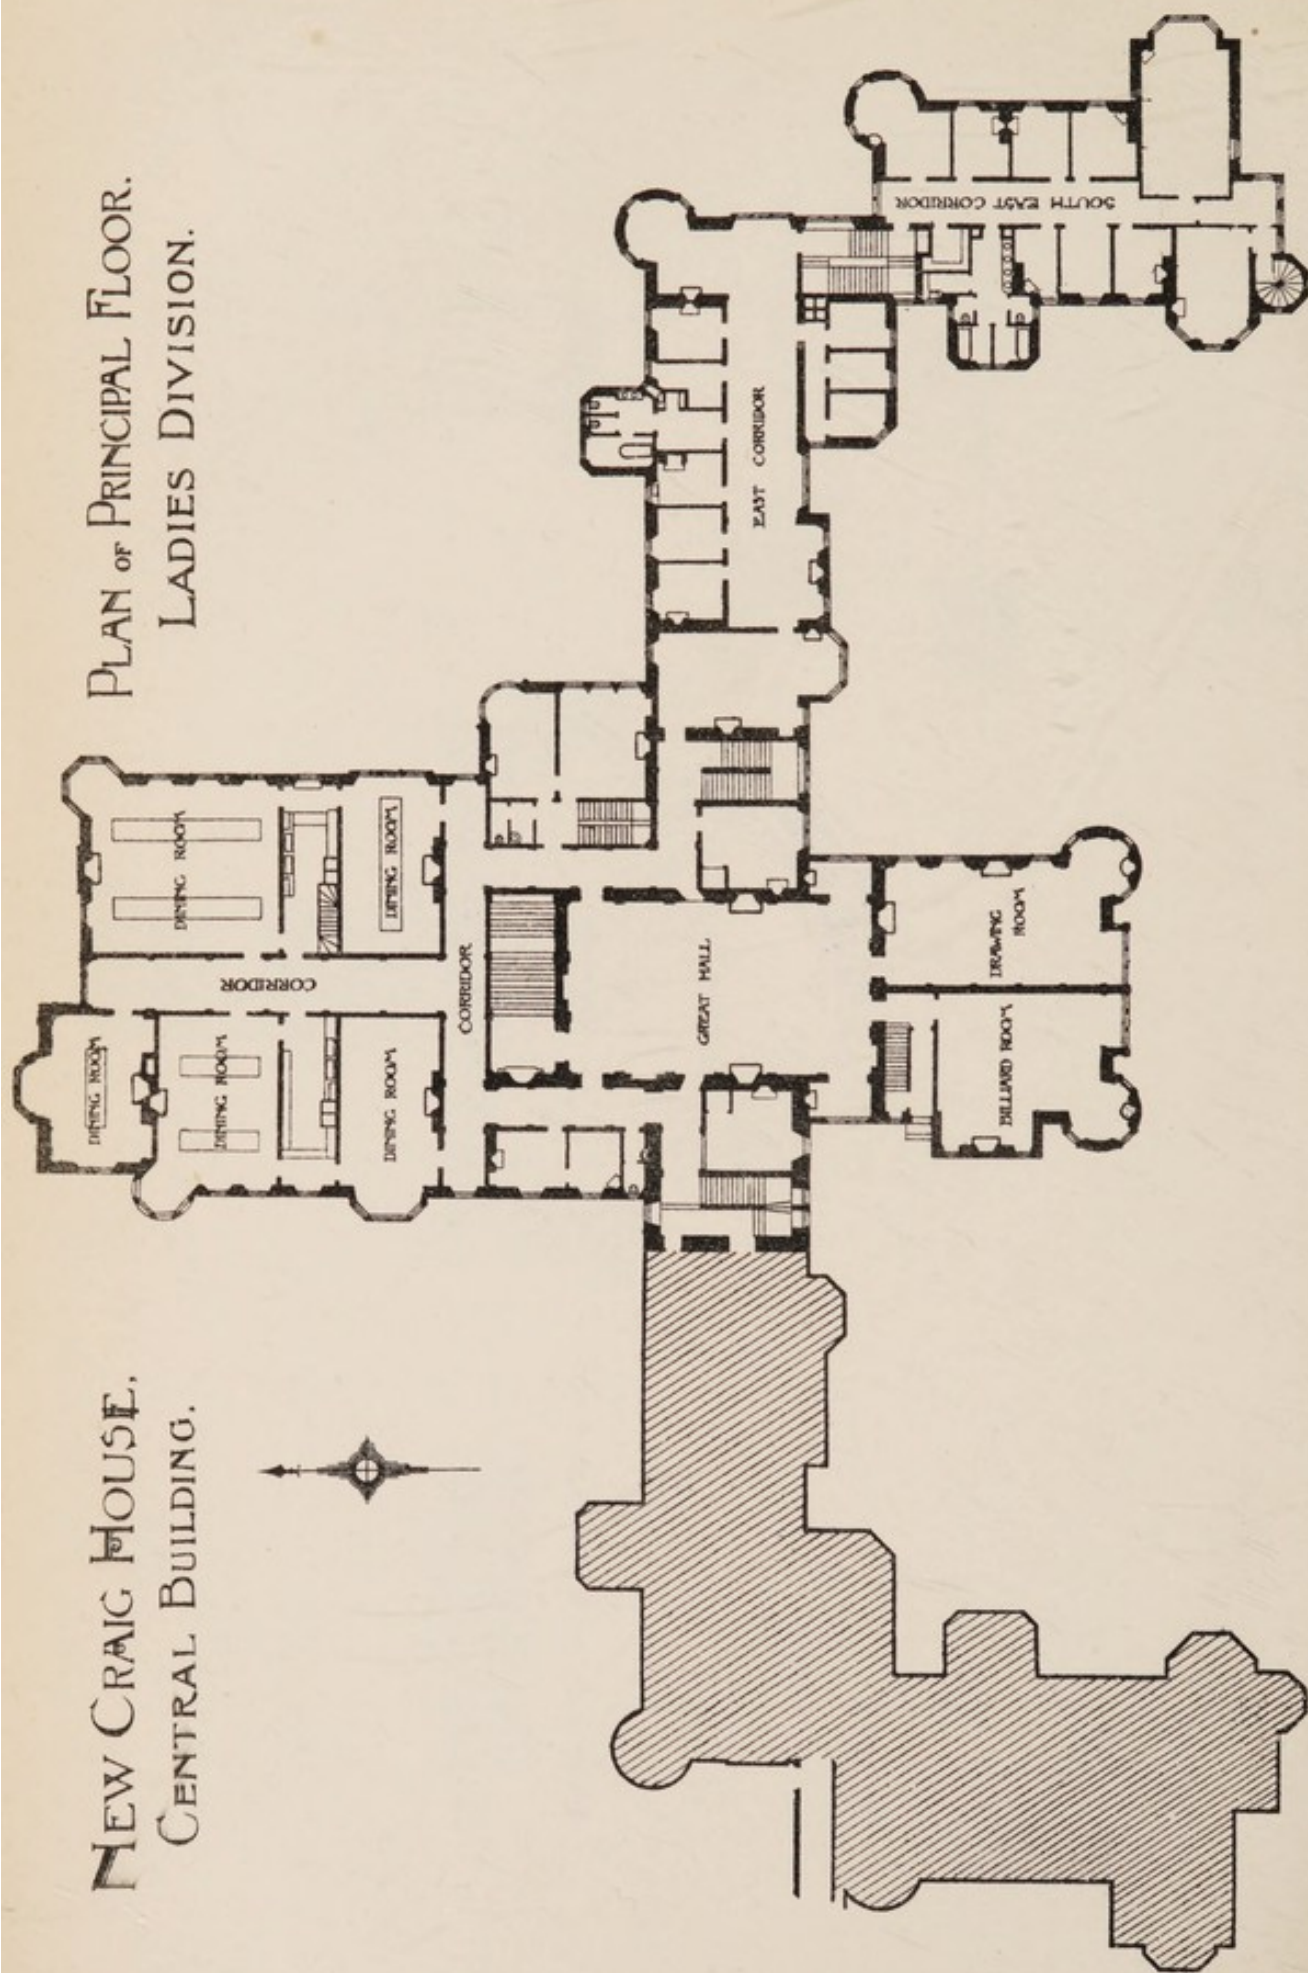 NEW CRAIG HOUSE,
CENTRAL BUILDING.
PLAN OF PRINCIPAL FLOOR.
LADIES DIVISION.
DINING ROOM
DINING ROOM
DINING ROOM
CORRIDOR
DINING ROOM
DINING ROOM
CORRIDOR
GREAT HALL
EAST CORRIDOR
SOUTH EAST CORRIDOR
BILLIARD ROOM
DRAWING
ROOM